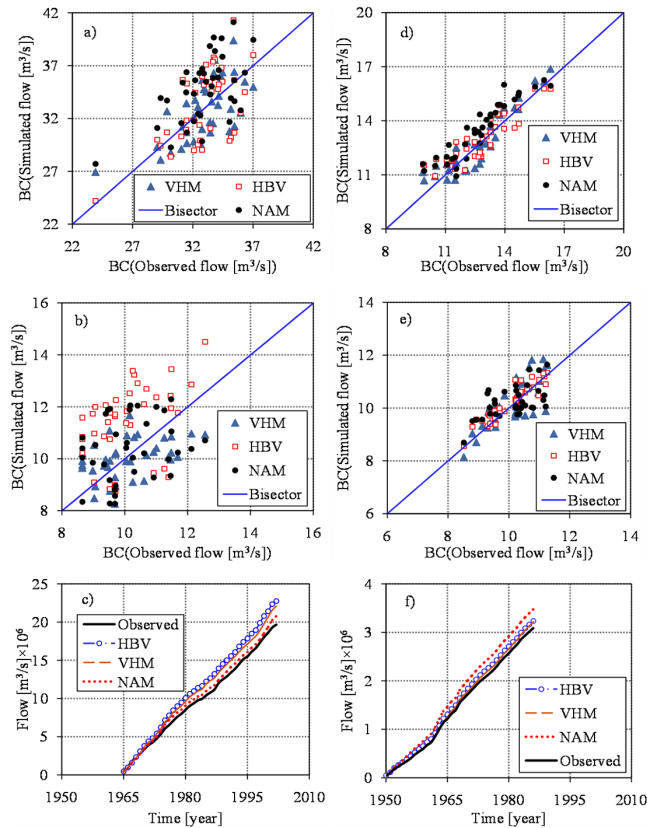 a)
BC(Simulated flow [m³/s])
42
37
32
27
22
22 27 32 37 42
VHM HBV
Bisector NAM
BC(Observed flow [m³/s])
d)
BC(Simulated flow [m³/s])
20
17
14
11
8
8 11 14 17 20
VHM
HBV
NAM
Bisector
BC(Observed flow [m³/s])
b)
BC(Simulated flow [m³/s])
16
14
12
10
8
8 10 12 14 16
VHM
HBV
NAM
Bisector
BC(Observed flow [m³/s])
e)
BC(Simulated flow [m³/s])
14
12
10
8
6
6 8 10 12 14
VHM
HBV
NAM
Bisector
BC(Observed flow [m³/s])
c)
Flow [m³/s]×10⁶
25
20
15
10
5
0
1950 1965 1980 1995 2010
Observed
HBV
VHM
NAM
Time [year]
f)
Flow [m³/s]×10⁶
4
3
2
1
0
1950 1965 1980 1995 2010
HBV
VHM
NAM
Observed
Time [year]